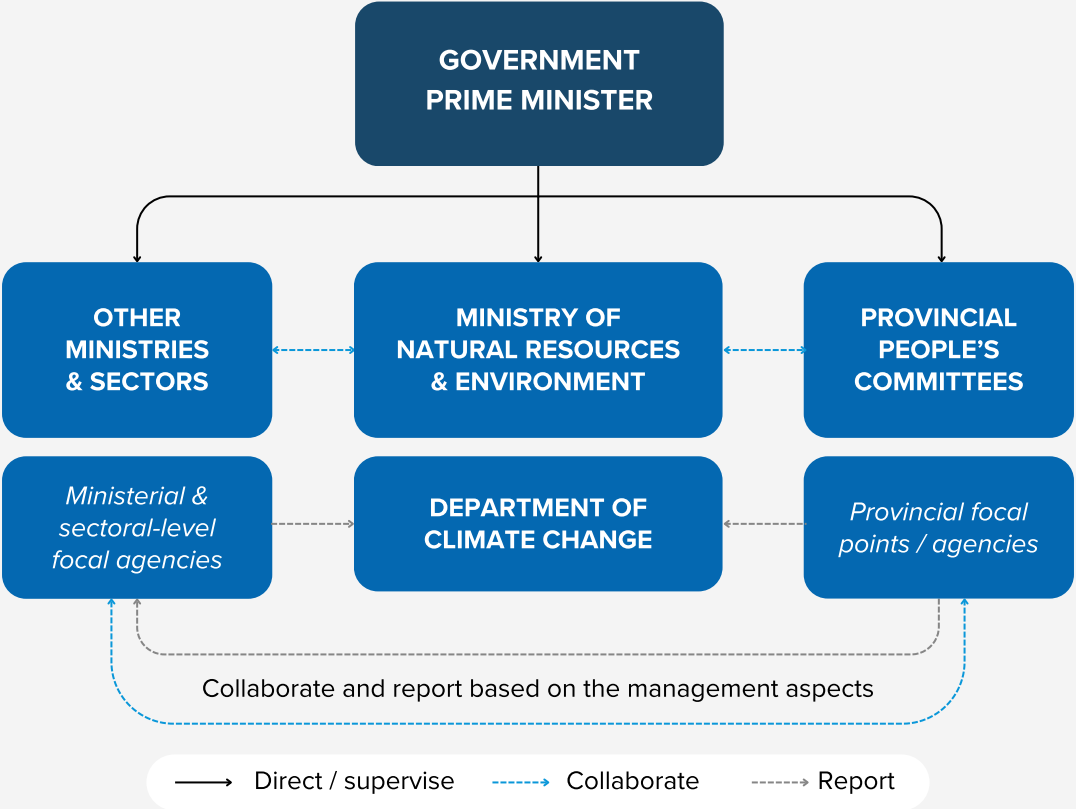 GOVERNMENT
PRIME MINISTER
OTHER
MINISTRIES
& SECTORS
MINISTRY OF
NATURAL RESOURCES
& ENVIRONMENT
PROVINCIAL
PEOPLE’S
COMMITTEES
Ministerial &
sectoral-level
focal agencies
DEPARTMENT OF
CLIMATE CHANGE
Provincial focal
points / agencies
Collaborate and report based on the management aspects
Direct / supervise
Collaborate
Report